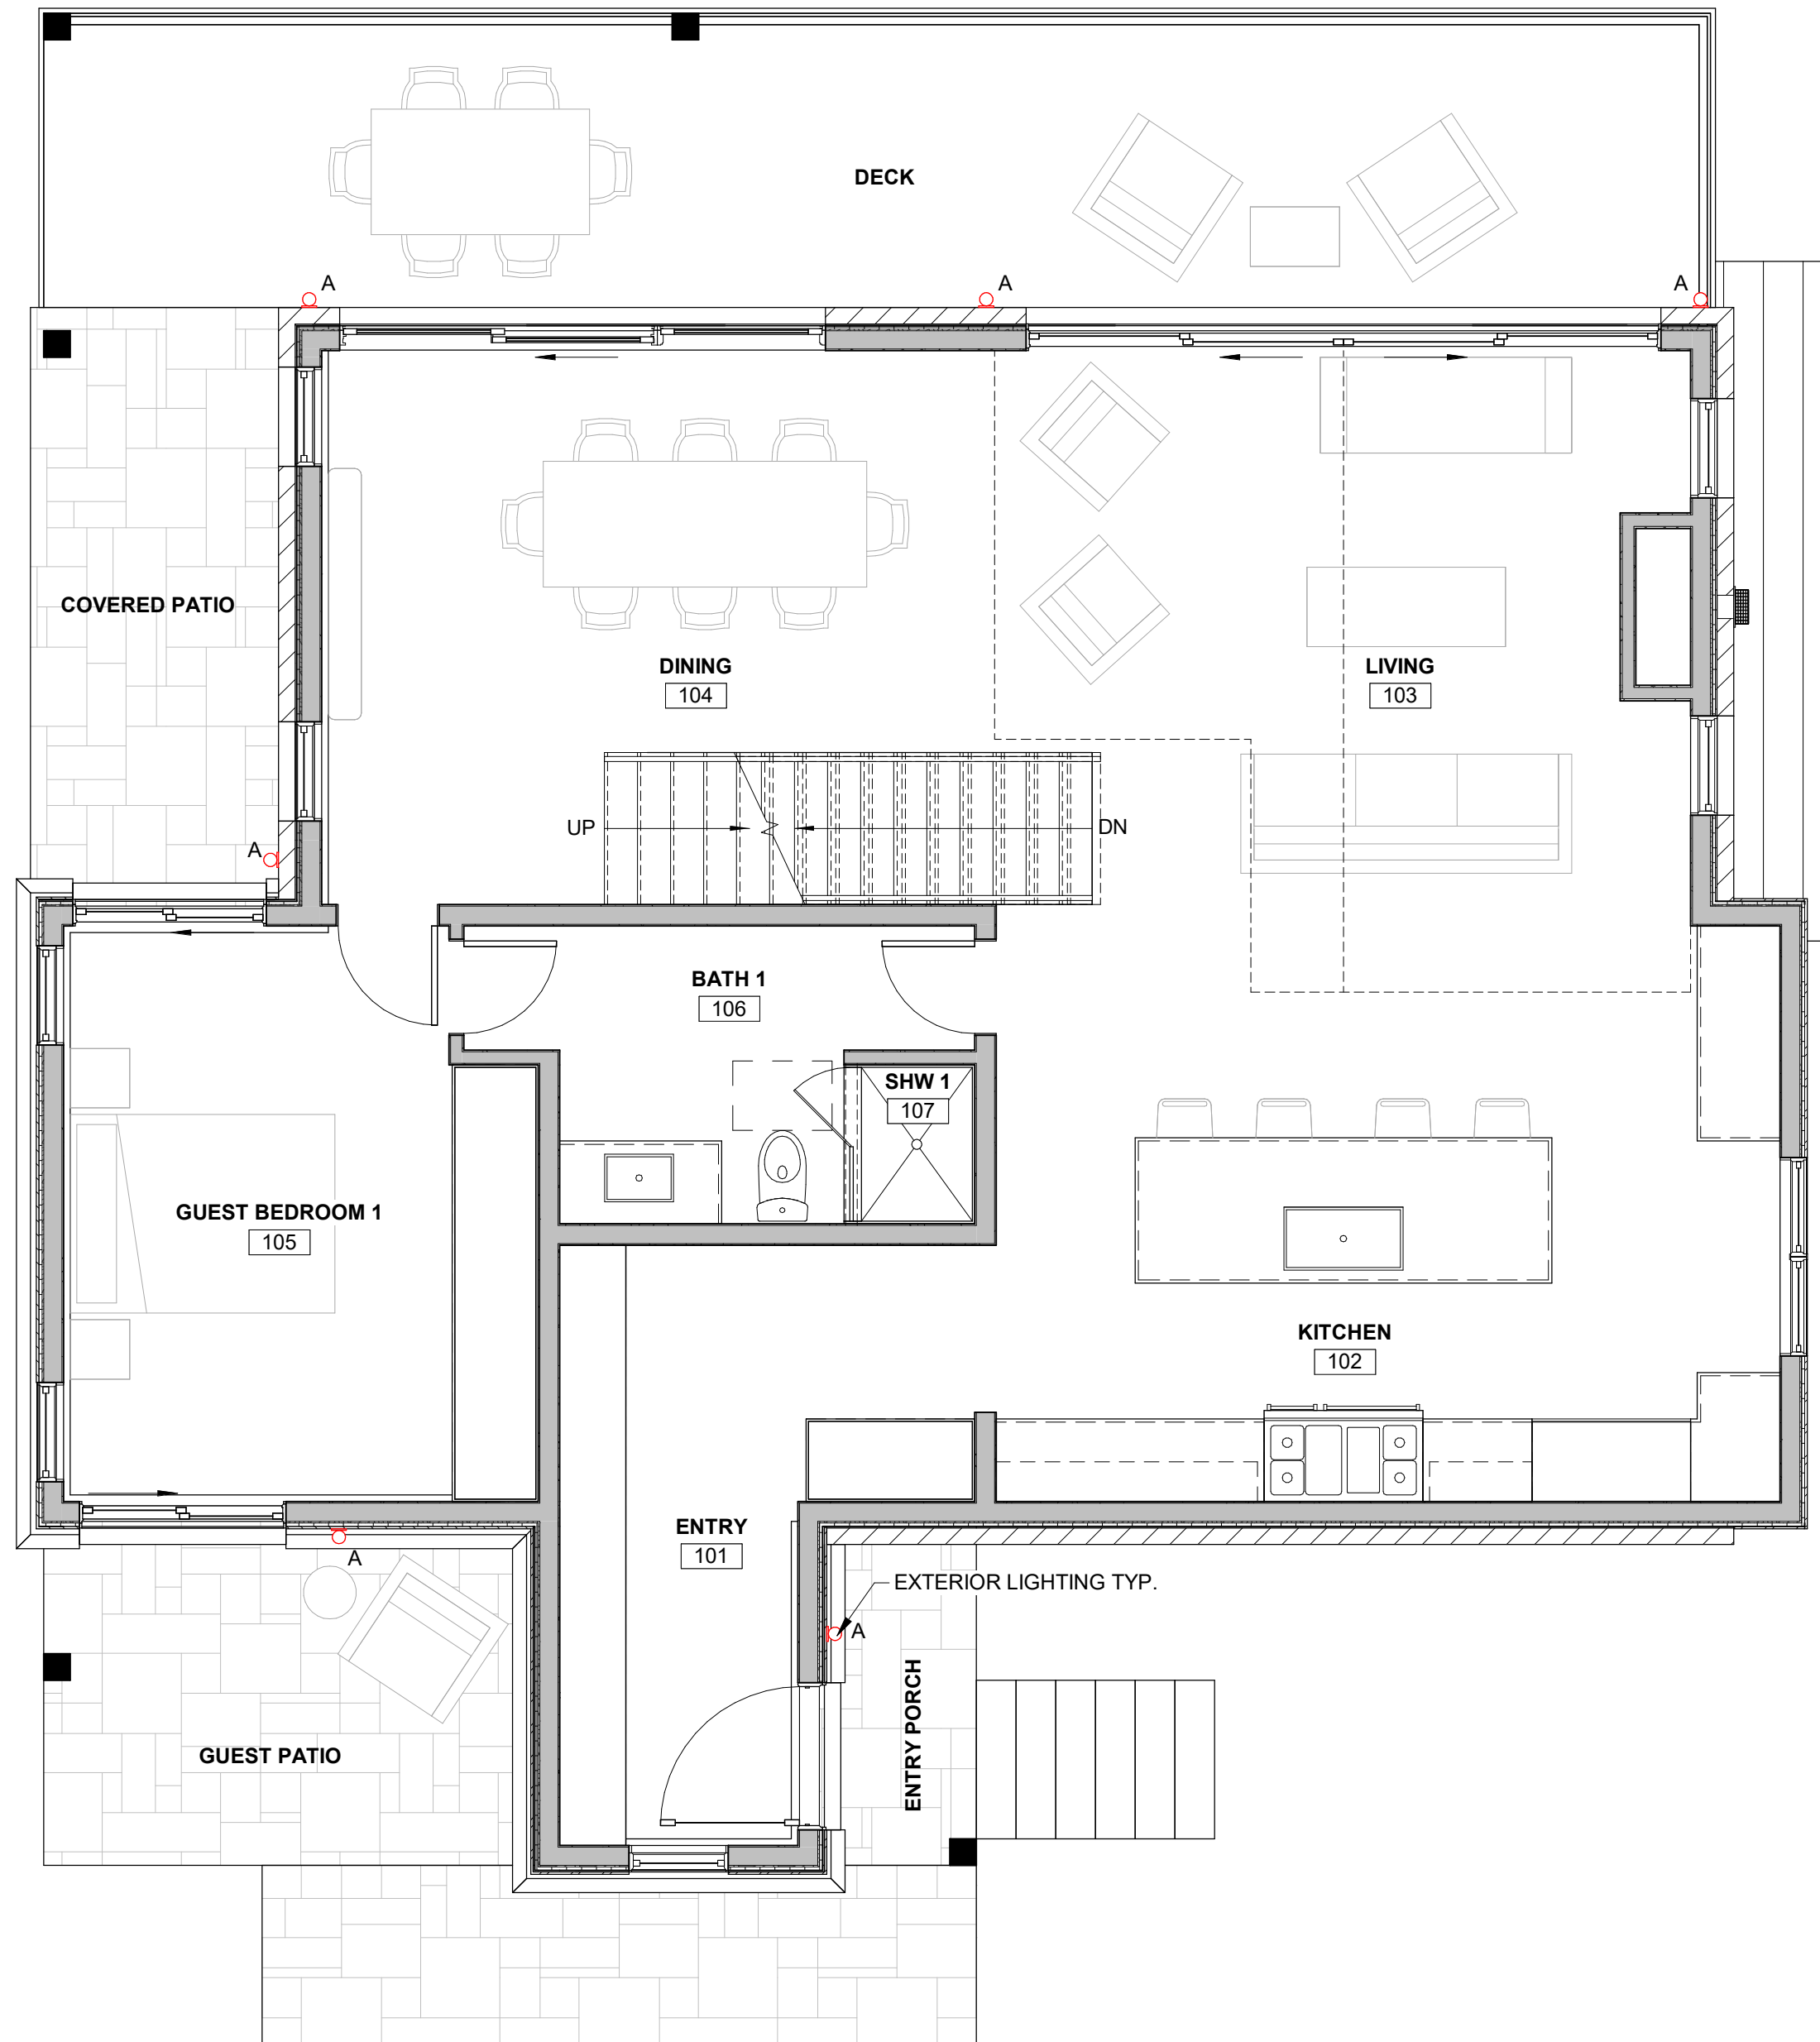 DECK
A
A
A
COVERED PATIO
DINING
104
LIVING
103
UP
DN
A
BATH 1
106
SHW 1
107
GUEST BEDROOM 1
105
KITCHEN
102
ENTRY
101
A
EXTERIOR LIGHTING TYP.
A
ENTRY PORCH
GUEST PATIO